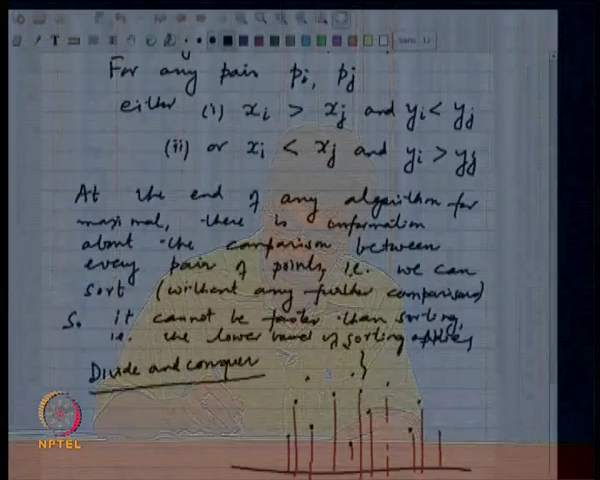 For any pair pi, pj
either (i) xi > xj and yi < yj
(ii) or xi < xj and yi > yj
At the end of any algorithm for
maximal, there is information
about the comparison between
every pair of points, i.e. we can
sort (without any further comparisons)
So it cannot be faster than sorting,
i.e. the lower bound of sorting applies
Divide and conquer
NPTEL